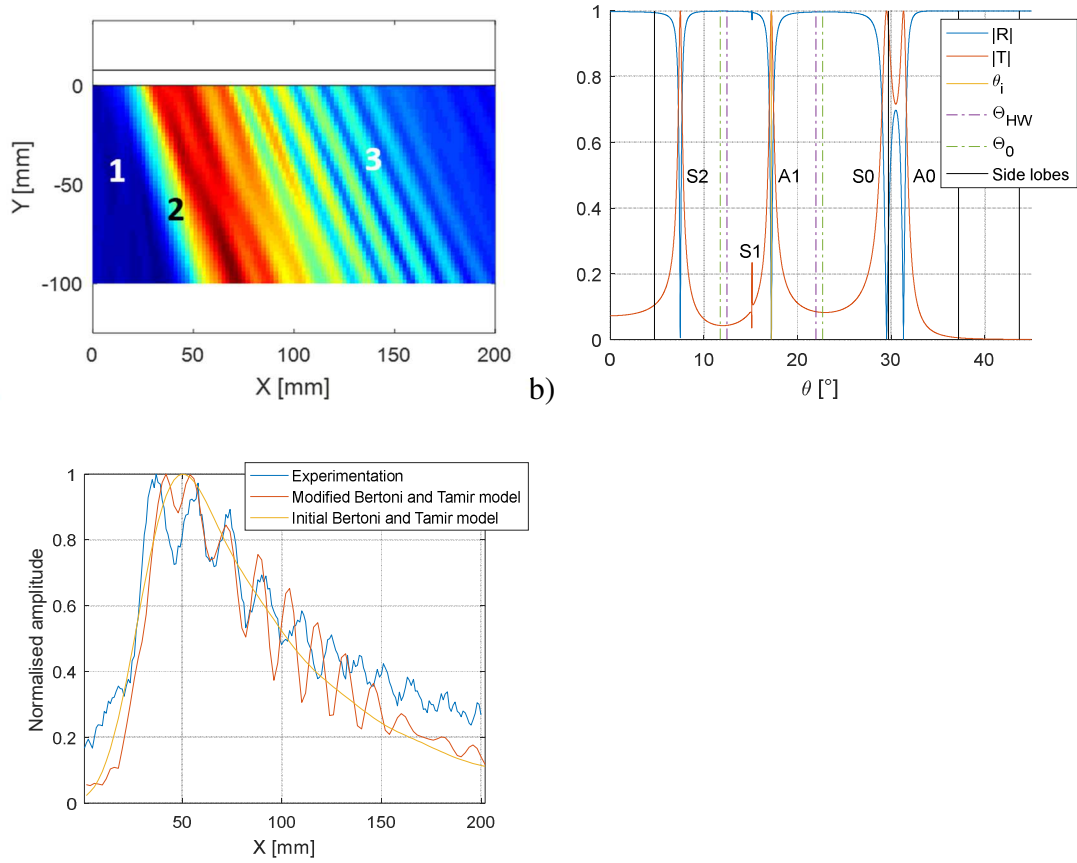 Y [mm]
0
-50
-100
1
2
3
0
50
100
150
200
X [mm]
b)
1
0.8
0.6
0.4
0.2
0
S2
S1
A1
S0
A0
|R|
|T|
θi
ΘHW
Θ0
Side lobes
0
10
20
30
40
θ [°]
Normalised amplitude
1
0.8
0.6
0.4
0.2
0
Experimentation
Modified Bertoni and Tamir model
Initial Bertoni and Tamir model
50
100
150
200
X [mm]